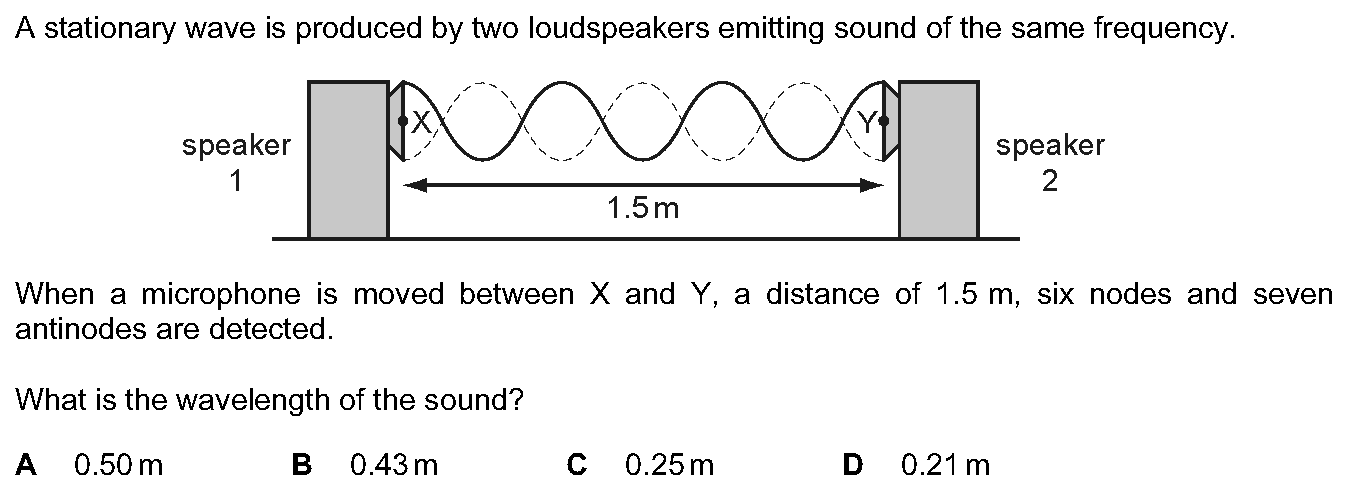 A stationary wave is produced by two loudspeakers emitting sound of the same frequency.
X
Y
speaker
1
speaker
2
1.5 m
When a microphone is moved between X and Y, a distance of 1.5 m, six nodes and seven
antinodes are detected.
What is the wavelength of the sound?
A 0.50 m B 0.43 m C 0.25 m D 0.21 m